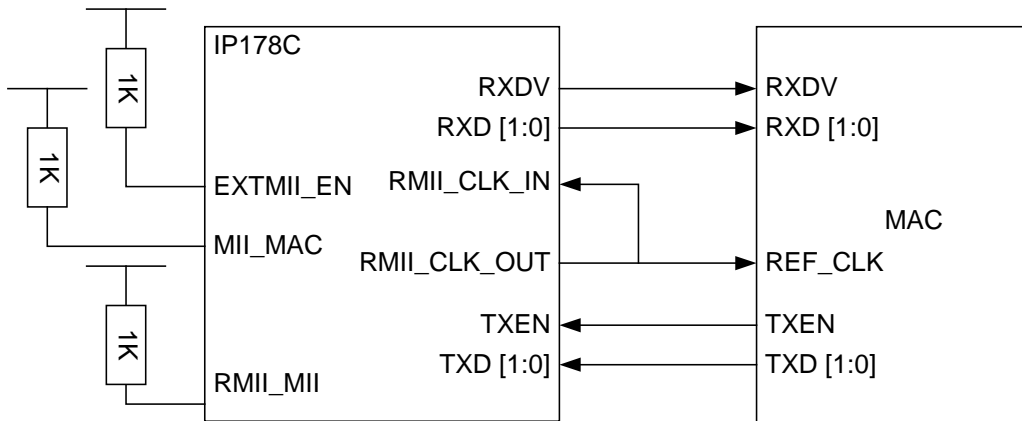 1K
1K
1K
IP178C
EXTMII_EN
MII_MAC
RMII_MII
RXDV
RXD [1:0]
RMII_CLK_IN
RMII_CLK_OUT
TXEN
TXD [1:0]
RXDV
RXD [1:0]
MAC
REF_CLK
TXEN
TXD [1:0]